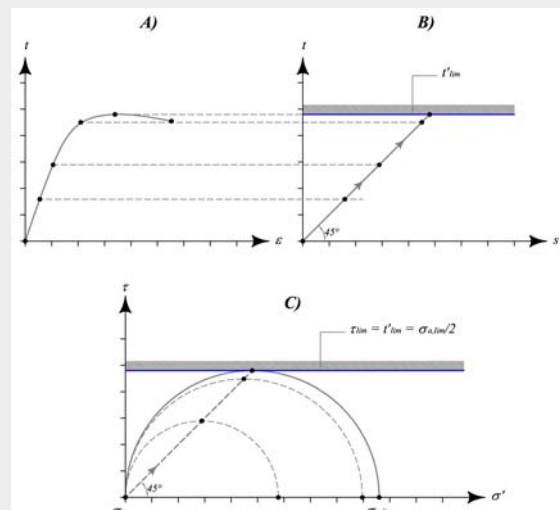 A)
B)
t
t
t'lim
45°
ε
s
C)
τ
τlim = t'lim = σa,lim/2
45°
σ'